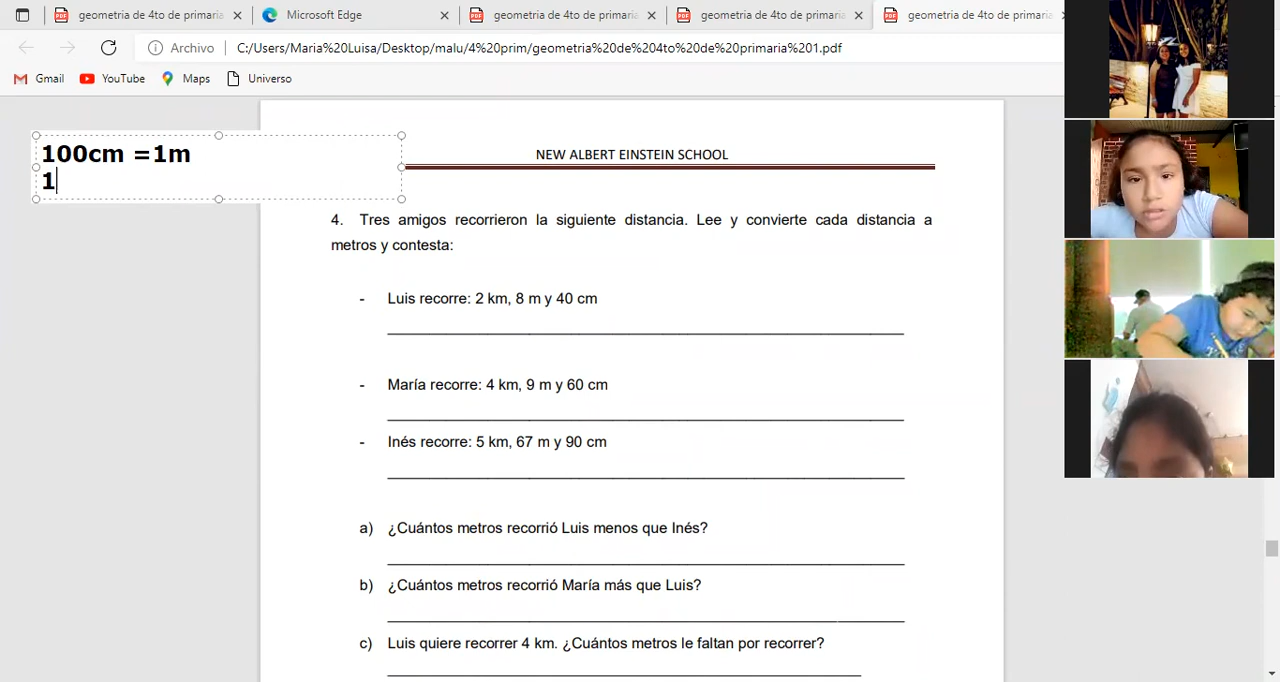 geometria de 4to de primaria
Microsoft Edge
geometria de 4to de primaria
geometria de 4to de primaria
geometria de 4to de primaria
Archivo
C:/Users/Maria%20Luisa/Desktop/malu/4%20prim/geometria%20de%204to%20de%20primaria%201.pdf
Gmail
YouTube
Maps
Universo
100cm =1m
1
NEW ALBERT EINSTEIN SCHOOL
4. Tres amigos recorrieron la siguiente distancia. Lee y convierte cada distancia a
metros y contesta:
- Luis recorre: 2 km, 8 m y 40 cm
- María recorre: 4 km, 9 m y 60 cm
- Inés recorre: 5 km, 67 m y 90 cm
a) ¿Cuántos metros recorrió Luis menos que Inés?
b) ¿Cuántos metros recorrió María más que Luis?
c) Luis quiere recorrer 4 km. ¿Cuántos metros le faltan por recorrer?